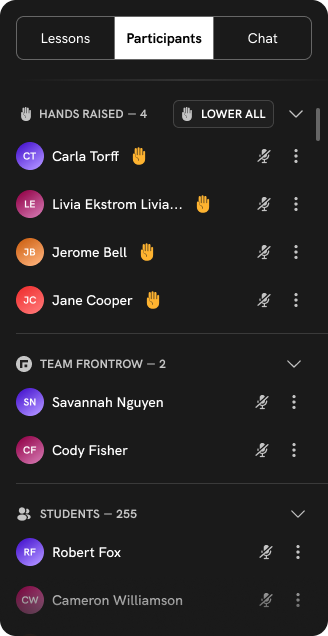 Lessons Participants Chat
HANDS RAISED – 4 LOWER ALL
CT Carla Torff
LE Livia Ekstrom Livia...
JB Jerome Bell
JC Jane Cooper
TEAM FRONTROW – 2
SN Savannah Nguyen
CF Cody Fisher
STUDENTS – 255
RF Robert Fox
CW Cameron Williamson